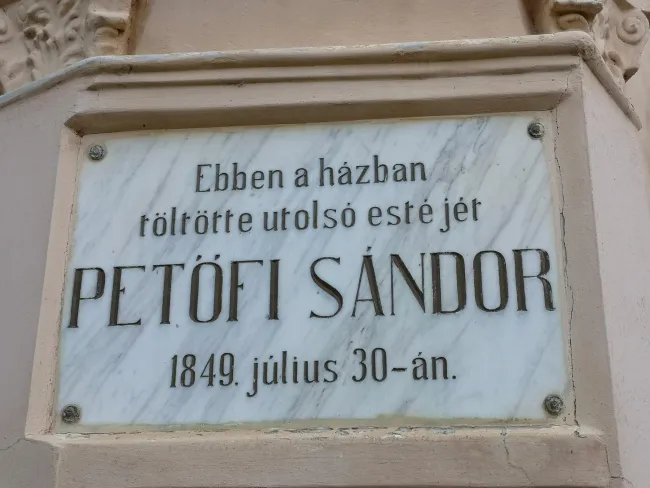 Ebben a házban
töltötte utolsó estéjét
PETŐFI SÁNDOR
1849. július 30-án.